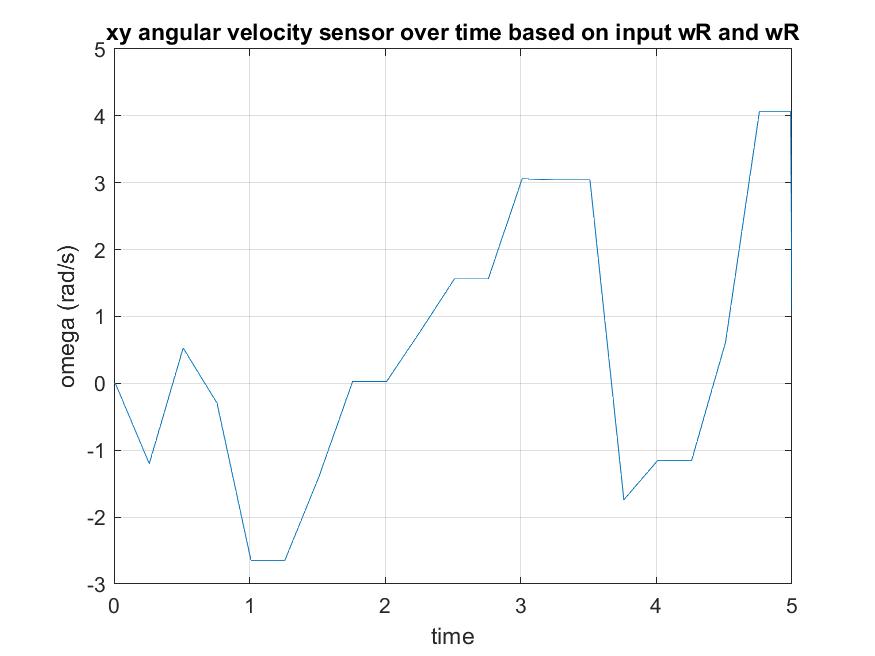 xy angular velocity sensor over time based on input wR and wR
5
4
3
2
1
0
-1
-2
-3
omega (rad/s)
0 1 2 3 4 5
time